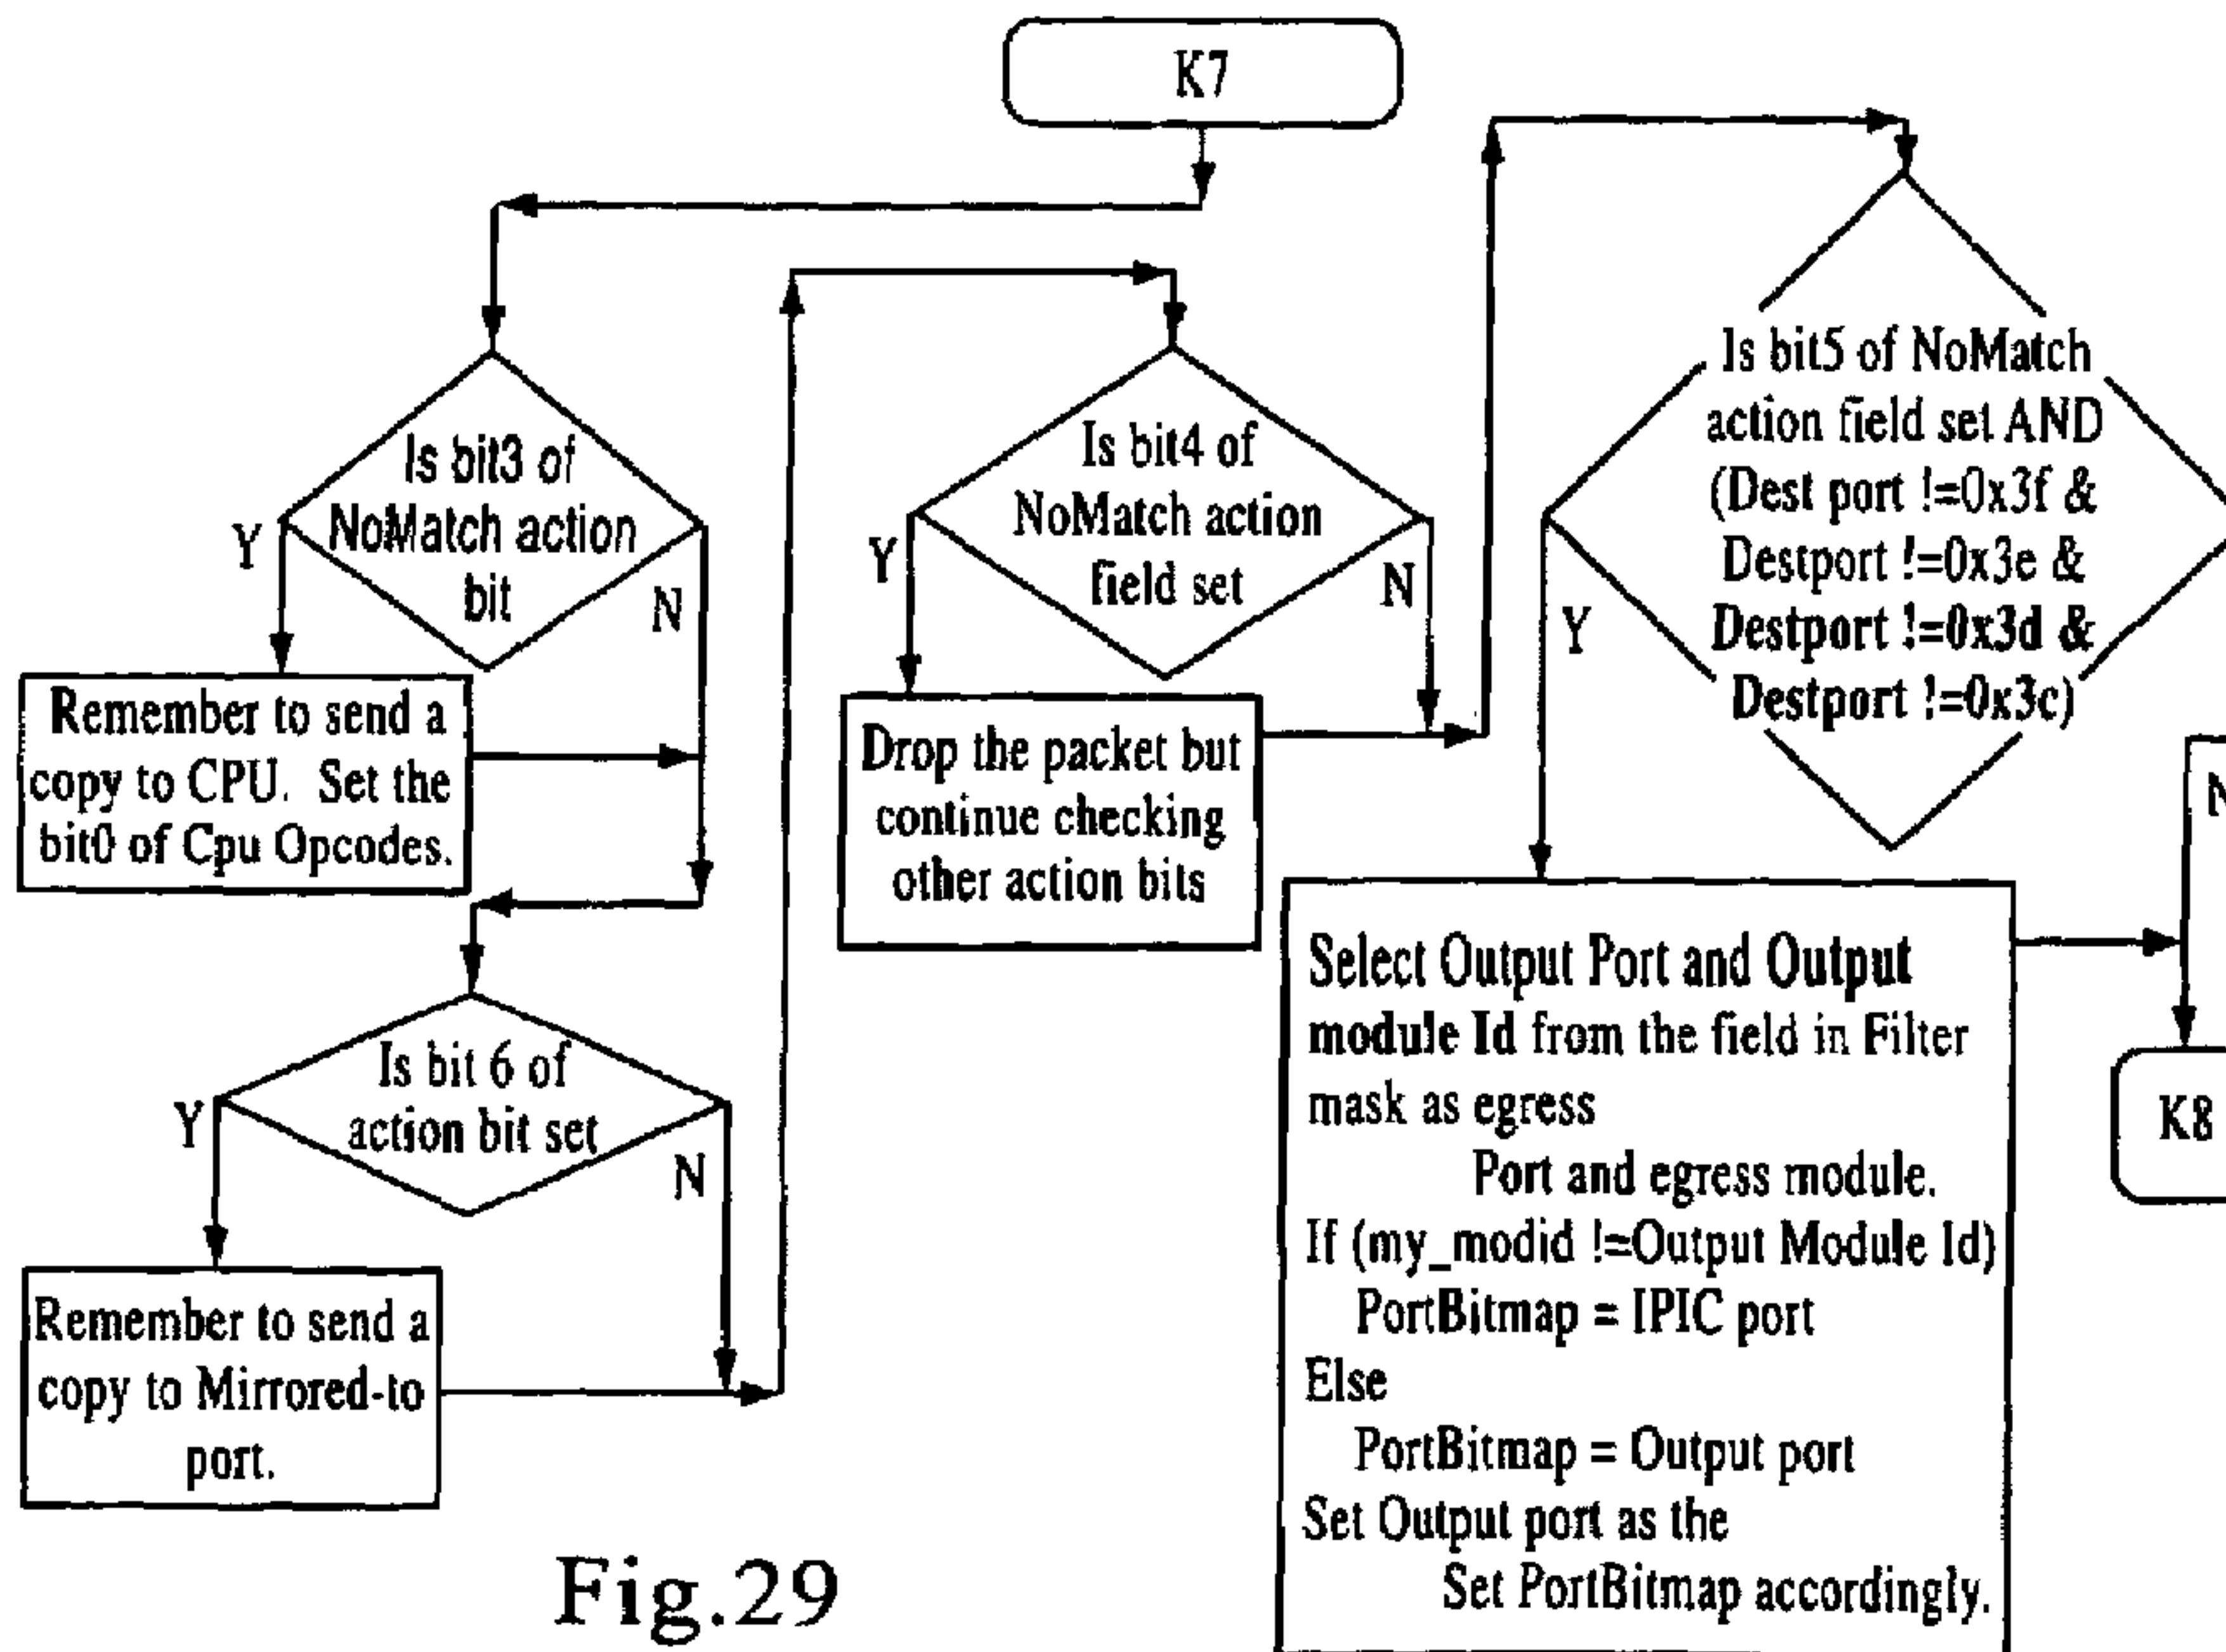 K7
Is bit3 of
NoMatch action
bit
Y
N
Remember to send a
copy to CPU. Set the
bit0 of Cpu Opcodes.
Is bit 6 of
action bit set
Y
N
Remember to send a
copy to Mirrored-to
port.
Is bit4 of
NoMatch action
field set
Y
N
Drop the packet but
continue checking
other action bits
Is bit5 of NoMatch
action field set AND
(Dest port !=0x3f &
Destport !=0x3e &
Destport !=0x3d &
Destport !=0x3c)
Y
N
Select Output Port and Output
module Id from the field in Filter
mask as egress
Port and egress module.
If (my_modid !=Output Module Id)
PortBitmap = IPIC port
Else
PortBitmap = Output port
Set Output port as the
Set PortBitmap accordingly.
K8
Fig.29